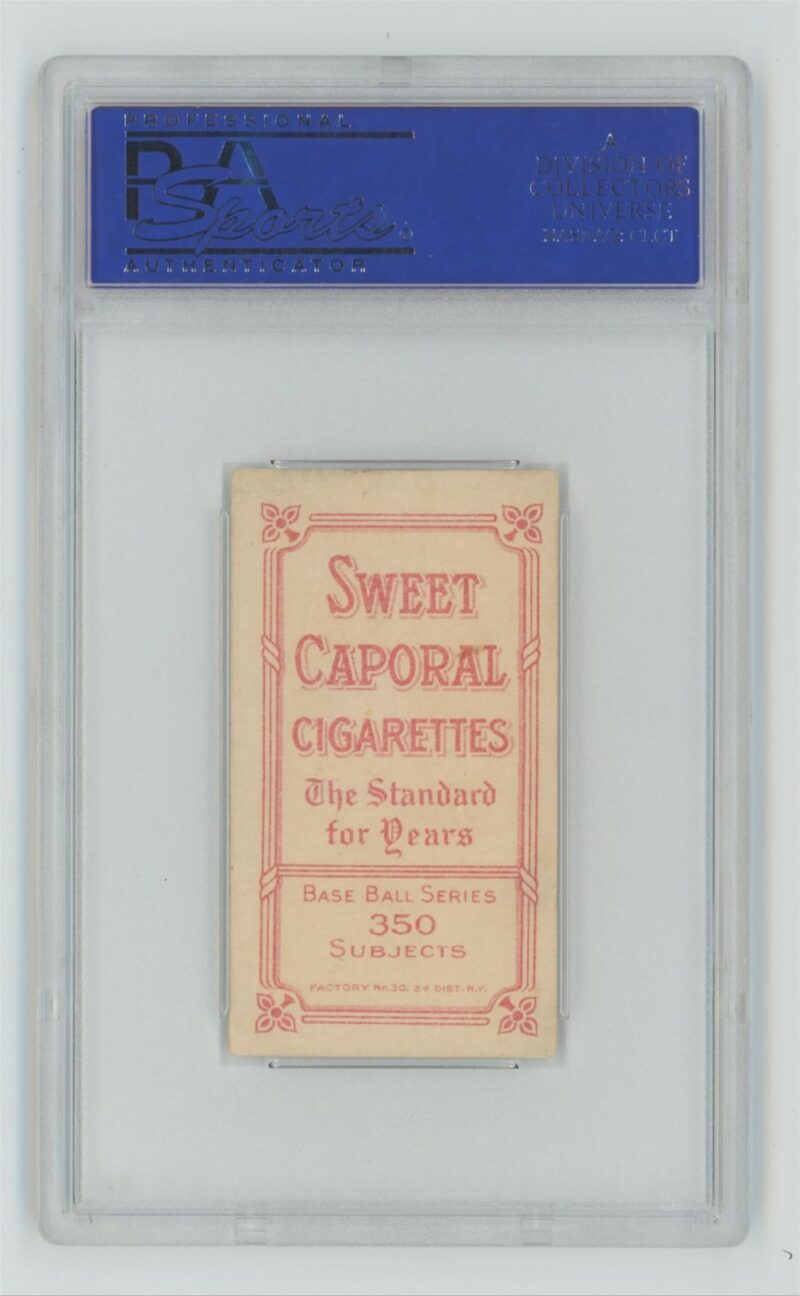 PROFESSIONAL
PSA
Sports
AUTHENTICATOR
A
DIVISION OF
COLLECTORS
UNIVERSE
NASDAQ: CLCT
SWEET
CAPORAL
CIGARETTES
The Standard
for Years
BASE BALL SERIES
350
SUBJECTS
FACTORY No. 30, 2d DIST. N.Y.